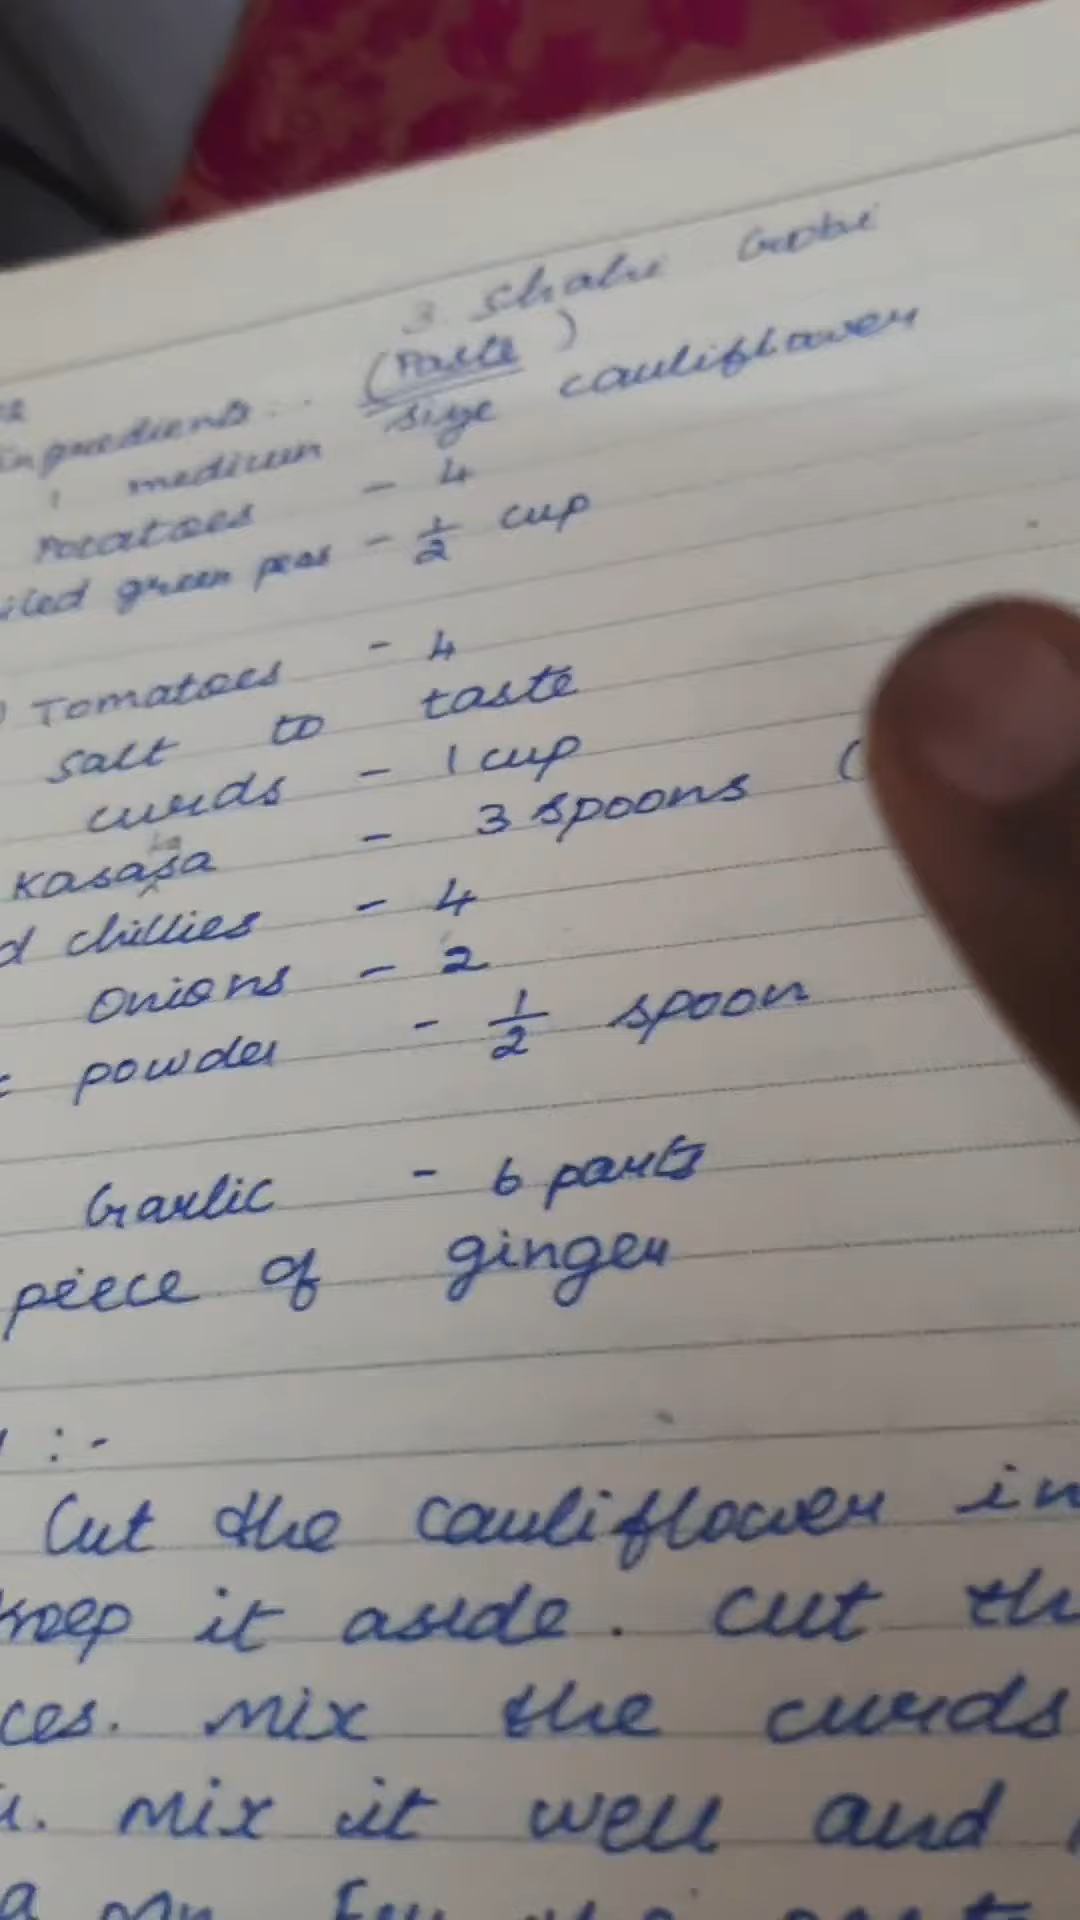 3. Shahi Gobi
ingredients... (Paste)
1 medium size cauliflower
Potatoes - 4
iled green peas - 1/2 cup
Tomatoes - 4
salt to taste
curds - 1 cup
Kasasa - 3 spoons (
d chillies - 4
Onions - 2
powder - 1/2 spoon
Garlic - 6 parts
piece of ginger
:-
Cut the cauliflower in
keep it aside. Cut th
ces. Mix the curds
mix it well and